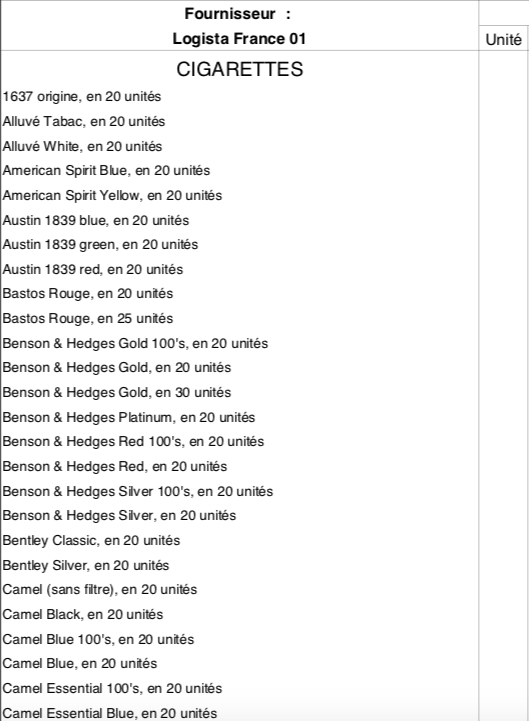 Fournisseur :
Logista France 01
Unité
CIGARETTES
1637 origine, en 20 unités
Alluvé Tabac, en 20 unités
Alluvé White, en 20 unités
American Spirit Blue, en 20 unités
American Spirit Yellow, en 20 unités
Austin 1839 blue, en 20 unités
Austin 1839 green, en 20 unités
Austin 1839 red, en 20 unités
Bastos Rouge, en 20 unités
Bastos Rouge, en 25 unités
Benson & Hedges Gold 100's, en 20 unités
Benson & Hedges Gold, en 20 unités
Benson & Hedges Gold, en 30 unités
Benson & Hedges Platinum, en 20 unités
Benson & Hedges Red 100's, en 20 unités
Benson & Hedges Red, en 20 unités
Benson & Hedges Silver 100's, en 20 unités
Benson & Hedges Silver, en 20 unités
Bentley Classic, en 20 unités
Bentley Silver, en 20 unités
Camel (sans filtre), en 20 unités
Camel Black, en 20 unités
Camel Blue 100's, en 20 unités
Camel Blue, en 20 unités
Camel Essential 100's, en 20 unités
Camel Essential Blue, en 20 unités